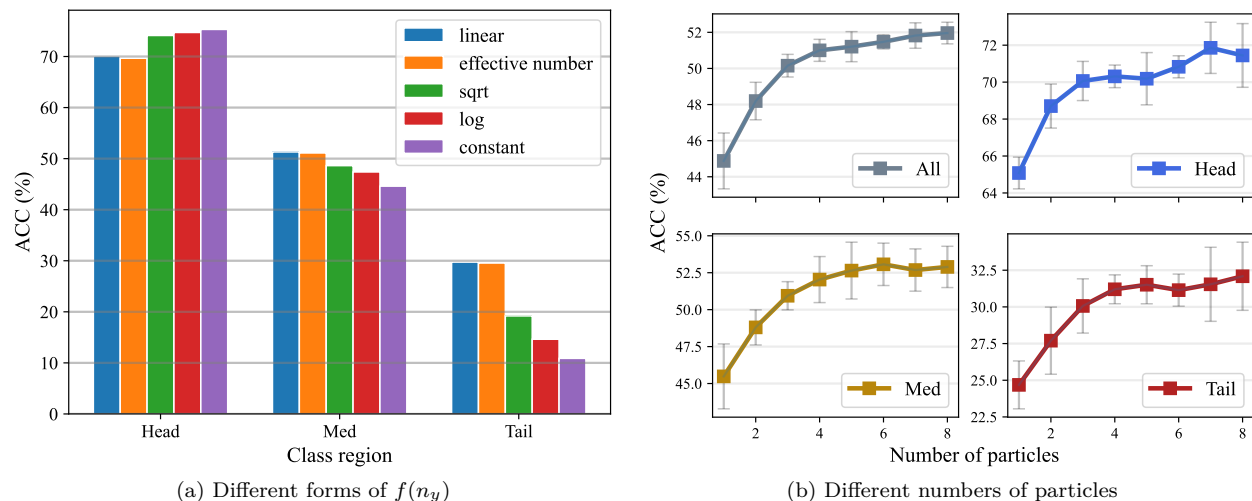 ACC (%)
70
60
50
40
30
20
10
0
linear
effective number
sqrt
log
constant
Head
Med
Tail
Class region
(a) Different forms of f(n_y)
ACC (%)
52
50
48
46
44
All
72
70
68
66
64
Head
55.0
52.5
50.0
47.5
45.0
Med
2
4
6
8
32.5
30.0
27.5
25.0
22.5
Tail
2
4
6
8
Number of particles
(b) Different numbers of particles